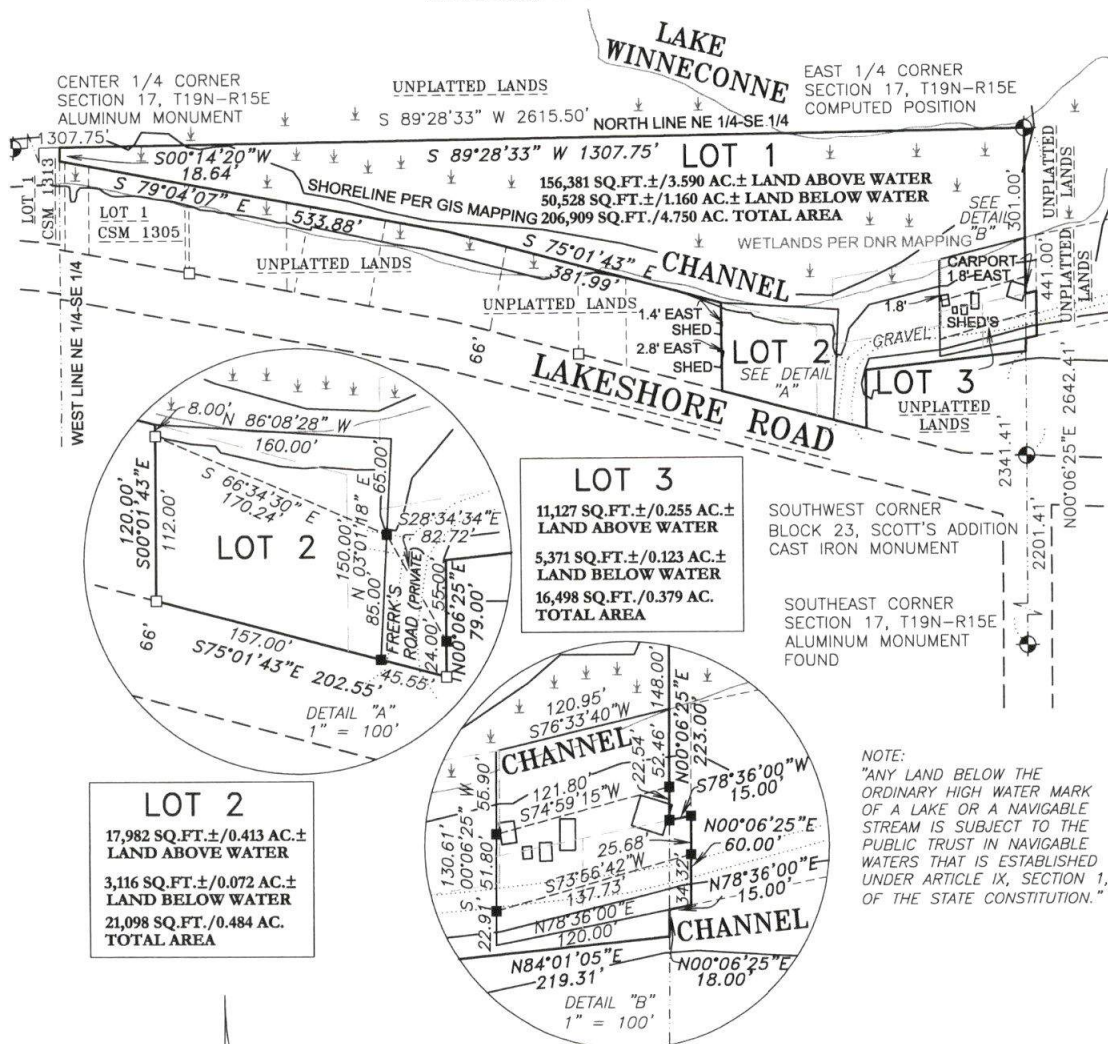 LAKE
WINNECONNE
CENTER 1/4 CORNER
SECTION 17, T19N-R15E
ALUMINUM MONUMENT
UNPLATTED LANDS
S 89°28'33" W 2615.50'
NORTH LINE NE 1/4-SE 1/4
EAST 1/4 CORNER
SECTION 17, T19N-R15E
COMPUTED POSITION
1307.75'
S00°14'20"W
18.64'
S 89°28'33" W 1307.75'
LOT 1
156,381 SQ.FT.±/3.590 AC.± LAND ABOVE WATER
50,528 SQ.FT.±/1.160 AC.± LAND BELOW WATER
206,909 SQ.FT./4.750 AC. TOTAL AREA
SHORELINE PER GIS MAPPING
LOT 1
CSM 1313
S 79°04'07" E
533.88'
LOT 1
CSM 1305
UNPLATTED LANDS
S 75°01'43" E
381.99'
CHANNEL
WETLANDS PER DNR MAPPING
SEE
DETAIL
"B"
301.00'
UNPLATTED
LANDS
441.00'
UNPLATTED
LANDS
CARPORT
1.8'-EAST
1.8'
SHED'S
GRAVEL
UNPLATTED LANDS
1.4' EAST
SHED
2.8' EAST
SHED
LOT 2
SEE DETAIL
"A"
LOT 3
UNPLATTED
LANDS
WEST LINE NE 1/4-SE 1/4
66'
LAKESHORE ROAD
2341.41'
N00°06'25"E 2642.41'
2201.41'
SOUTHWEST CORNER
BLOCK 23, SCOTT'S ADDITION
CAST IRON MONUMENT
SOUTHEAST CORNER
SECTION 17, T19N-R15E
ALUMINUM MONUMENT
FOUND
8.00'
N 86°08'28" W
160.00'
S 66°34'30" E
170.24'
120.00'
S00°01'43"E
112.00'
LOT 2
65.00'
150.00'
N 03°01'18" E
85.00'
S28°34'34"E
82.72'
FRERK'S
ROAD (PRIVATE)
24.00' 55.00'
N00°06'25"E
79.00'
157.00'
S75°01'43"E 202.55'
45.55'
66'
DETAIL "A"
1" = 100'
LOT 3
11,127 SQ.FT.±/0.255 AC.±
LAND ABOVE WATER
5,371 SQ.FT.±/0.123 AC.±
LAND BELOW WATER
16,498 SQ.FT./0.379 AC.
TOTAL AREA
LOT 2
17,982 SQ.FT.±/0.413 AC.±
LAND ABOVE WATER
3,116 SQ.FT.±/0.072 AC.±
LAND BELOW WATER
21,098 SQ.FT./0.484 AC.
TOTAL AREA
120.95'
S76°33'40"W
CHANNEL
148.00'
N00°06'25"E
223.00'
22.54'
52.46'
121.80'
S74°59'15"W
S78°36'00"W
15.00'
130.61'
S 00°06'25" W
55.90'
51.80'
22.91'
25.68'
N00°06'25"E
60.00'
S73°56'42"W
137.73'
34.32'
N78°36'00"E
15.00'
N78°36'00"E
120.00'
CHANNEL
N84°01'05"E
219.31'
N00°06'25"E
18.00'
DETAIL "B"
1" = 100'
NOTE:
"ANY LAND BELOW THE
ORDINARY HIGH WATER MARK
OF A LAKE OR A NAVIGABLE
STREAM IS SUBJECT TO THE
PUBLIC TRUST IN NAVIGABLE
WATERS THAT IS ESTABLISHED
UNDER ARTICLE IX, SECTION 1,
OF THE STATE CONSTITUTION."